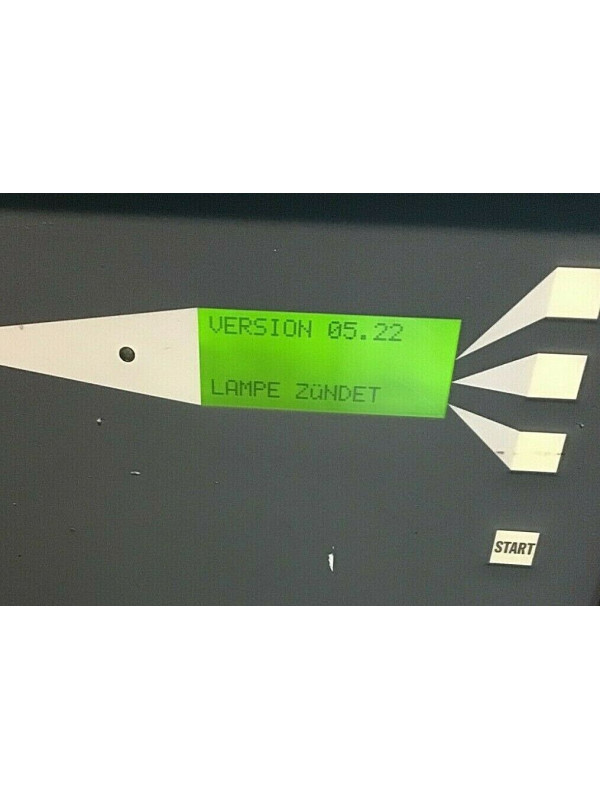 VERSION 05.22
LAMPE ZüNDET
START